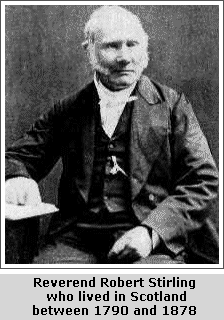 Reverend Robert Stirling
who lived in Scotland
between 1790 and 1878